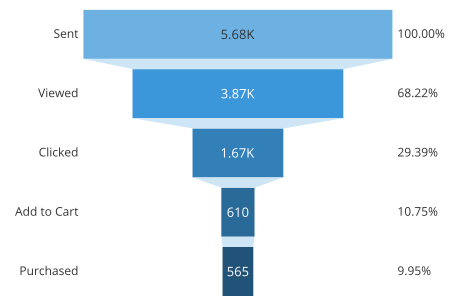 Sent 5.68K 100.00%
Viewed 3.87K 68.22%
Clicked 1.67K 29.39%
Add to Cart 610 10.75%
Purchased 565 9.95%